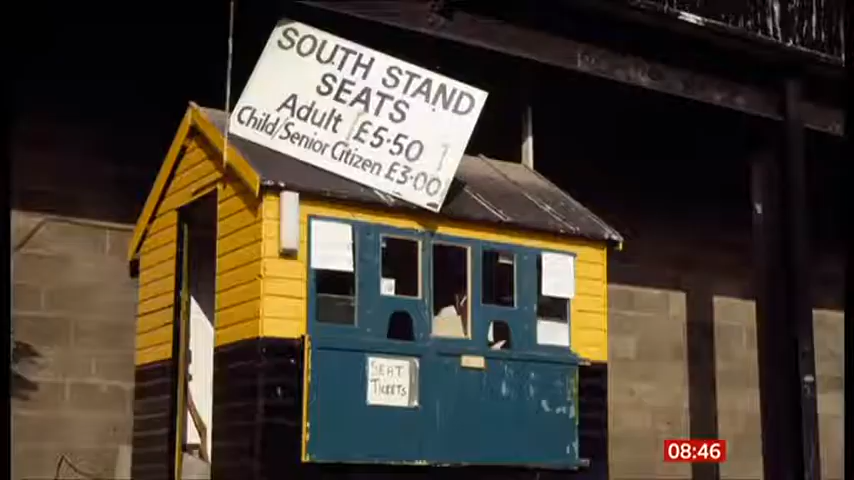 SOUTH STAND
SEATS
Adult £5·50
Child/Senior Citizen £3·00
SEAT
TICKETS
08:46